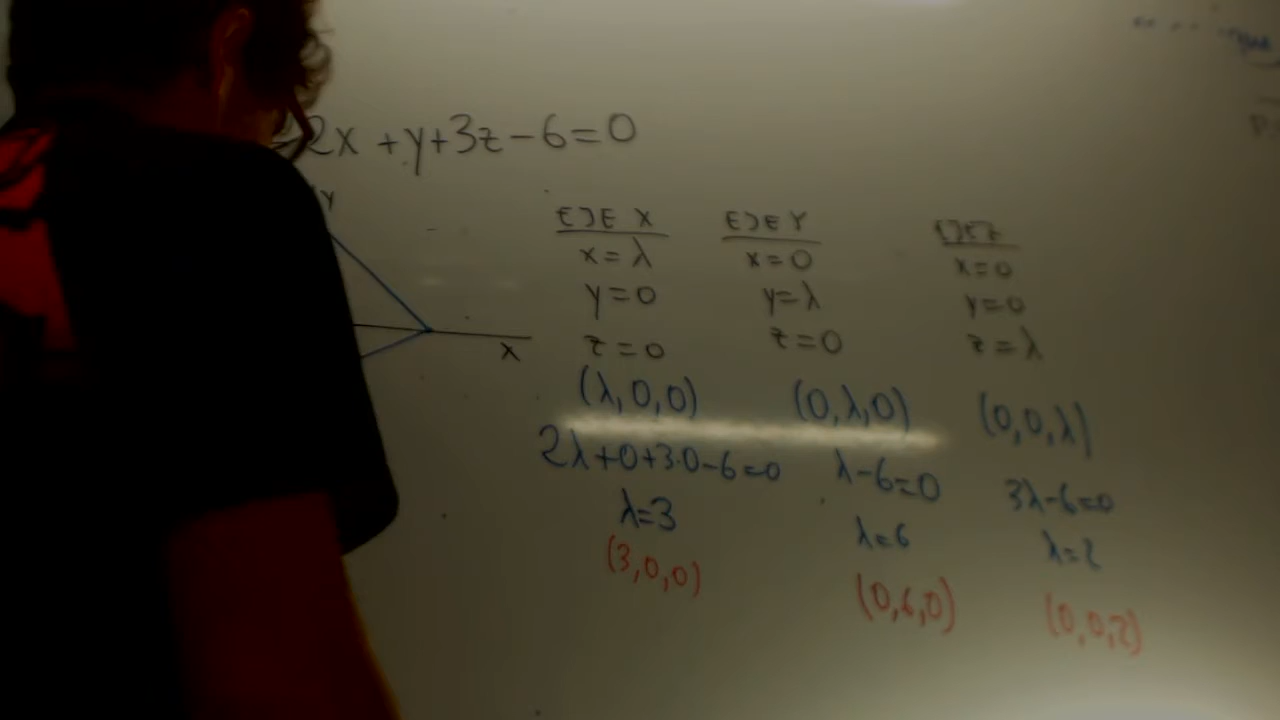 2x + y + 3z - 6 = 0
y
x
EJE X
x = λ
y = 0
z = 0
(λ, 0, 0)
2λ+0+3·0-6=0
λ=3
(3,0,0)
EJE Y
x = 0
y = λ
z = 0
(0, λ, 0)
λ-6=0
λ=6
(0,6,0)
EJE Z
x=0
y=0
z=λ
(0,0,λ)
3λ-6=0
λ=2
(0,0,2)